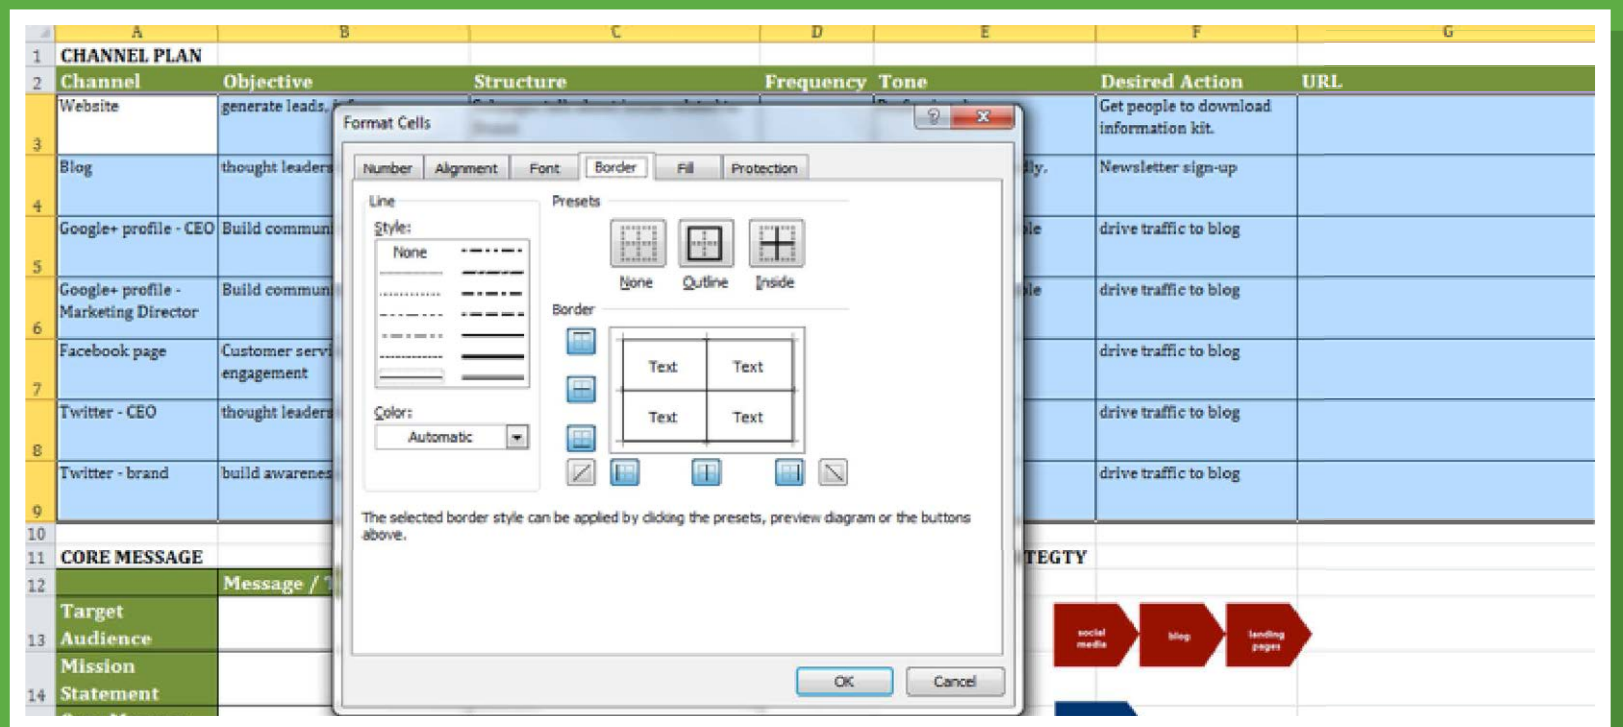 A B C D E F G
1 CHANNEL PLAN
2 Channel Objective Structure Frequency Tone Desired Action URL
Website generate leads, Get people to download
3 information kit.
Blog thought leaders dly. Newsletter sign-up
4
Google+ profile - CEO Build commun ble drive traffic to blog
5
Google+ profile - Build commun ble drive traffic to blog
6 Marketing Director
Facebook page Customer servi drive traffic to blog
7 engagement
Twitter - CEO thought leaders drive traffic to blog
8
Twitter - brand build awarenes drive traffic to blog
9
10
11 CORE MESSAGE TEGTY
12 Message /
Target
13 Audience
Mission
14 Statement
Format Cells
Number Alignment Font Border Fill Protection
Line
Style:
None
Color:
Automatic
Presets
None Outline Inside
Border
Text Text
Text Text
The selected border style can be applied by clicking the presets, preview diagram or the buttons
above.
OK Cancel
social
media
blog
landing
pages